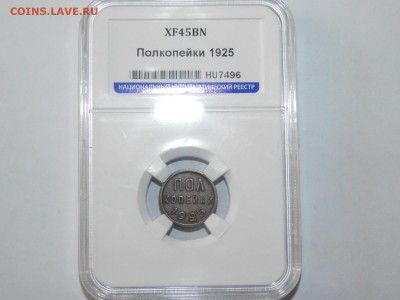 COINS.LAVE.RU
XF45BN
Полкопейки 1925
HU7496
НАЦИОНАЛЬНЫЙ НУМИЗМАТИЧЕСКИЙ РЕЕСТР
ПОЛ
КОПЕЙКИ
1925